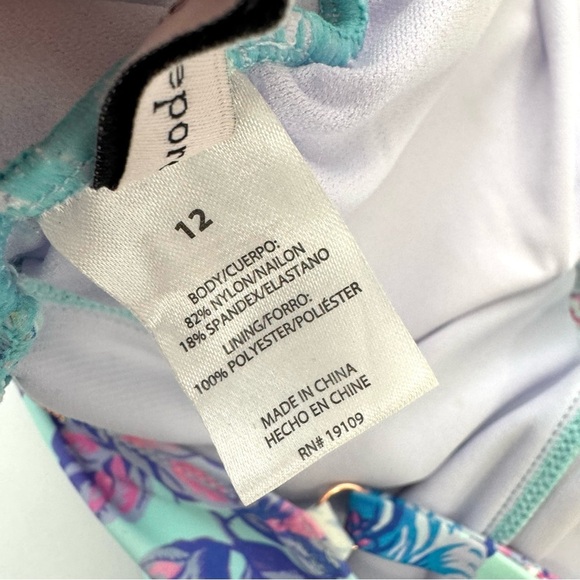 12
BODY/CUERPO:
82% NYLON/NAILON
18% SPANDEX/ELASTANO
LINING/FORRO:
100% POLYESTER/POLIÉSTER
MADE IN CHINA
HECHO EN CHINE
RN# 19109